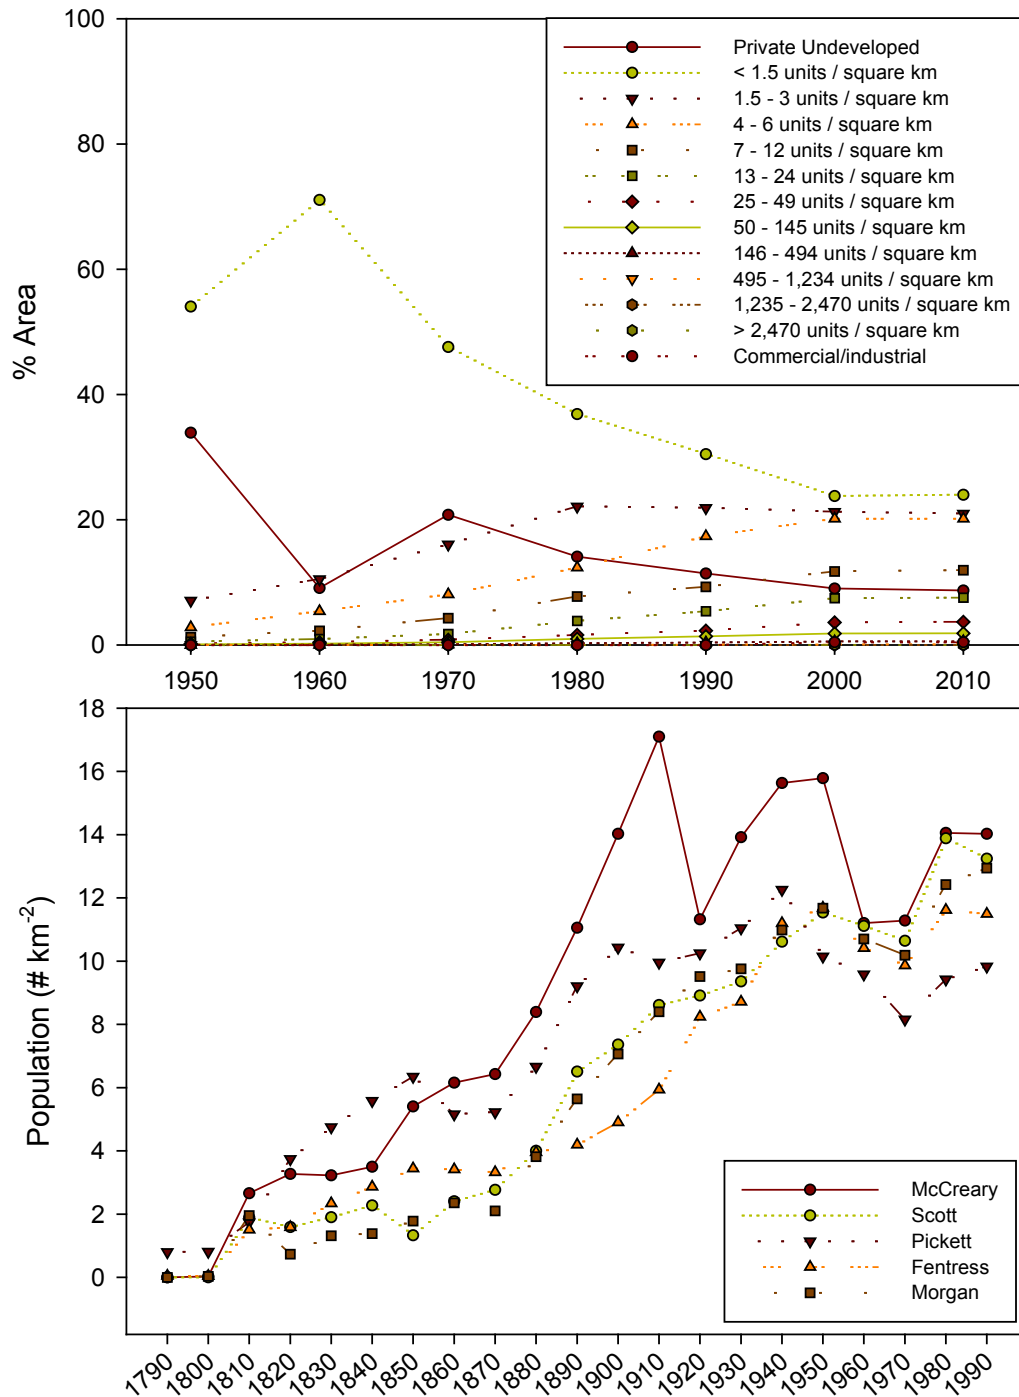 100
80
60
40
20
0
% Area
Private Undeveloped
< 1.5 units / square km
1.5 - 3 units / square km
4 - 6 units / square km
7 - 12 units / square km
13 - 24 units / square km
25 - 49 units / square km
50 - 145 units / square km
146 - 494 units / square km
495 - 1,234 units / square km
1,235 - 2,470 units / square km
> 2,470 units / square km
Commercial/industrial
1950 1960 1970 1980 1990 2000 2010
18
16
14
12
10
8
6
4
2
0
Population (# km⁻²)
McCreary
Scott
Pickett
Fentress
Morgan
1790 1800 1810 1820 1830 1840 1850 1860 1870 1880 1890 1900 1910 1920 1930 1940 1950 1960 1970 1980 1990